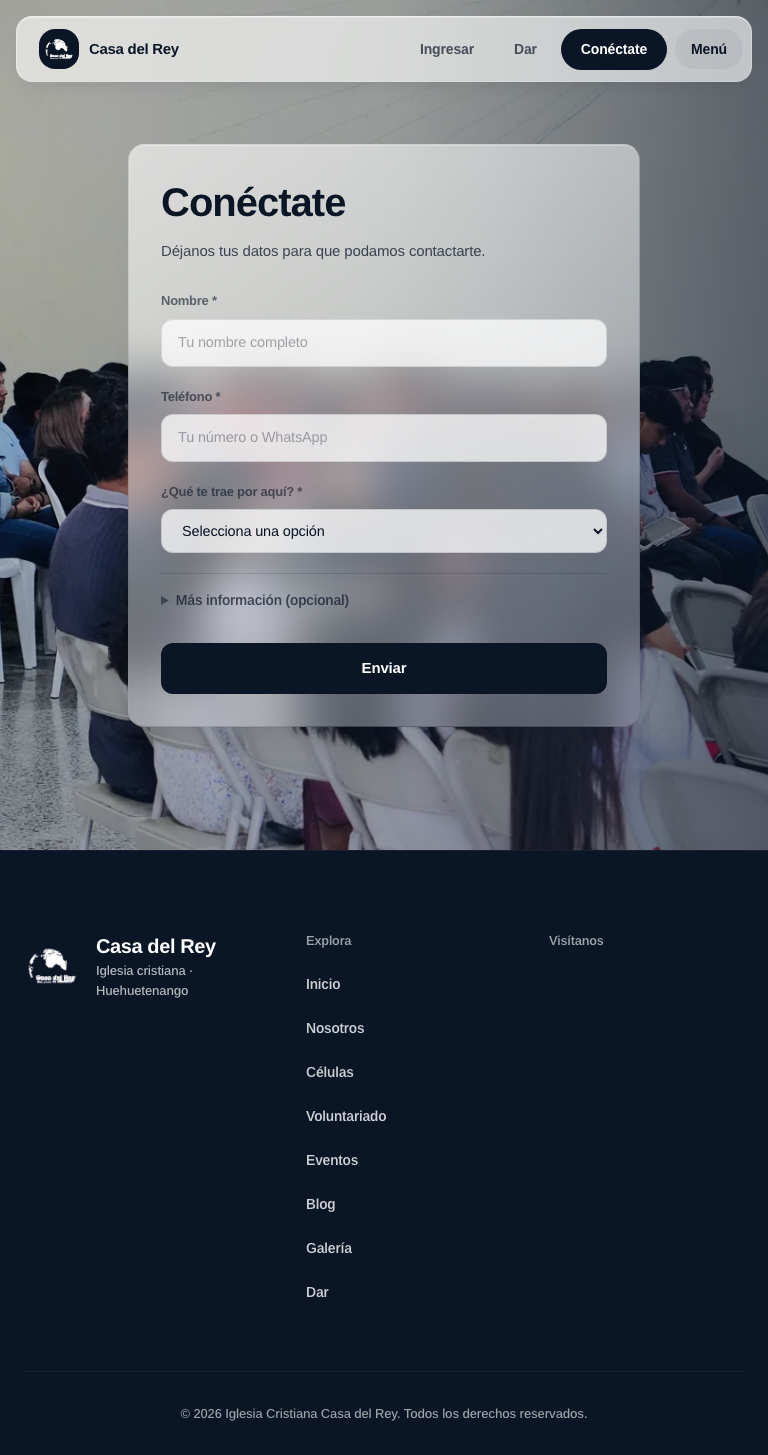 Casa del Rey
Ingresar
Dar
Conéctate
Menú
Conéctate
Déjanos tus datos para que podamos contactarte.
Nombre *
Tu nombre completo
Teléfono *
Tu número o WhatsApp
¿Qué te trae por aquí? *
Selecciona una opción
Más información (opcional)
Enviar
Casa del Rey
Iglesia cristiana ·
Huehuetenango
Explora
Inicio
Nosotros
Células
Voluntariado
Eventos
Blog
Galería
Dar
Visítanos
© 2026 Iglesia Cristiana Casa del Rey. Todos los derechos reservados.